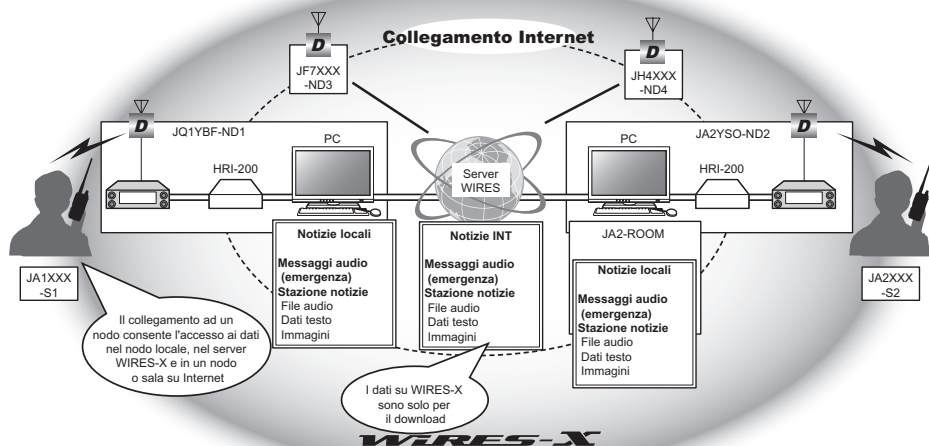 Collegamento Internet
D
JF7XXX
-ND3
D
JH4XXX
-ND4
D
JQ1YBF-ND1
PC
HRI-200
Server
WIRES
PC
JA2YSO-ND2
D
HRI-200
JA1XXX
-S1
JA2XXX
-S2
Notizie locali
Messaggi audio
(emergenza)
Stazione notizie
File audio
Dati testo
Immagini
Notizie INT
Messaggi audio
(emergenza)
Stazione notizie
File audio
Dati testo
Immagini
JA2-ROOM
Notizie locali
Messaggi audio
(emergenza)
Stazione notizie
File audio
Dati testo
Immagini
Il collegamento ad un
nodo consente l'accesso ai dati
nel nodo locale, nel server
WIRES-X e in un nodo
o sala su Internet
I dati su WIRES-X
sono solo per
il download
WiRES-X